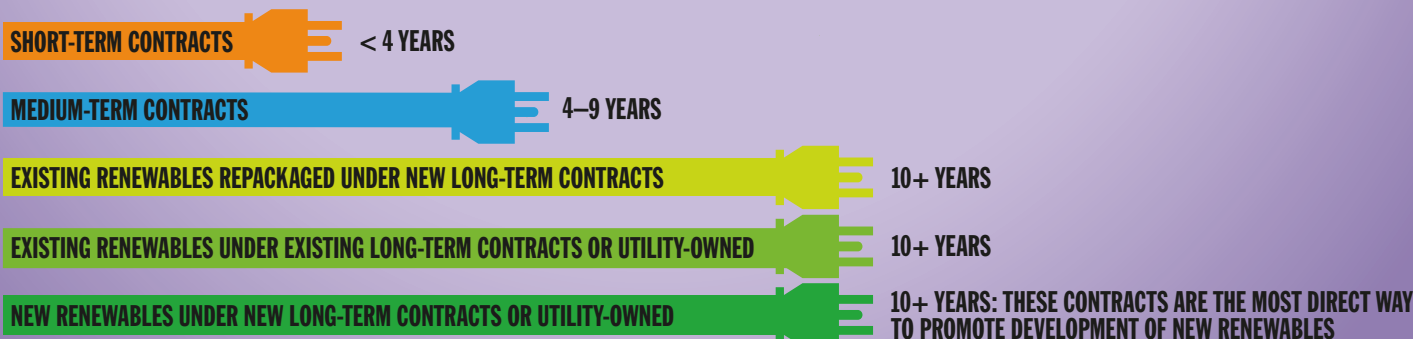 SHORT-TERM CONTRACTS < 4 YEARS
MEDIUM-TERM CONTRACTS 4–9 YEARS
EXISTING RENEWABLES REPACKAGED UNDER NEW LONG-TERM CONTRACTS 10+ YEARS
EXISTING RENEWABLES UNDER EXISTING LONG-TERM CONTRACTS OR UTILITY-OWNED 10+ YEARS
NEW RENEWABLES UNDER NEW LONG-TERM CONTRACTS OR UTILITY-OWNED 10+ YEARS: THESE CONTRACTS ARE THE MOST DIRECT WAY
TO PROMOTE DEVELOPMENT OF NEW RENEWABLES